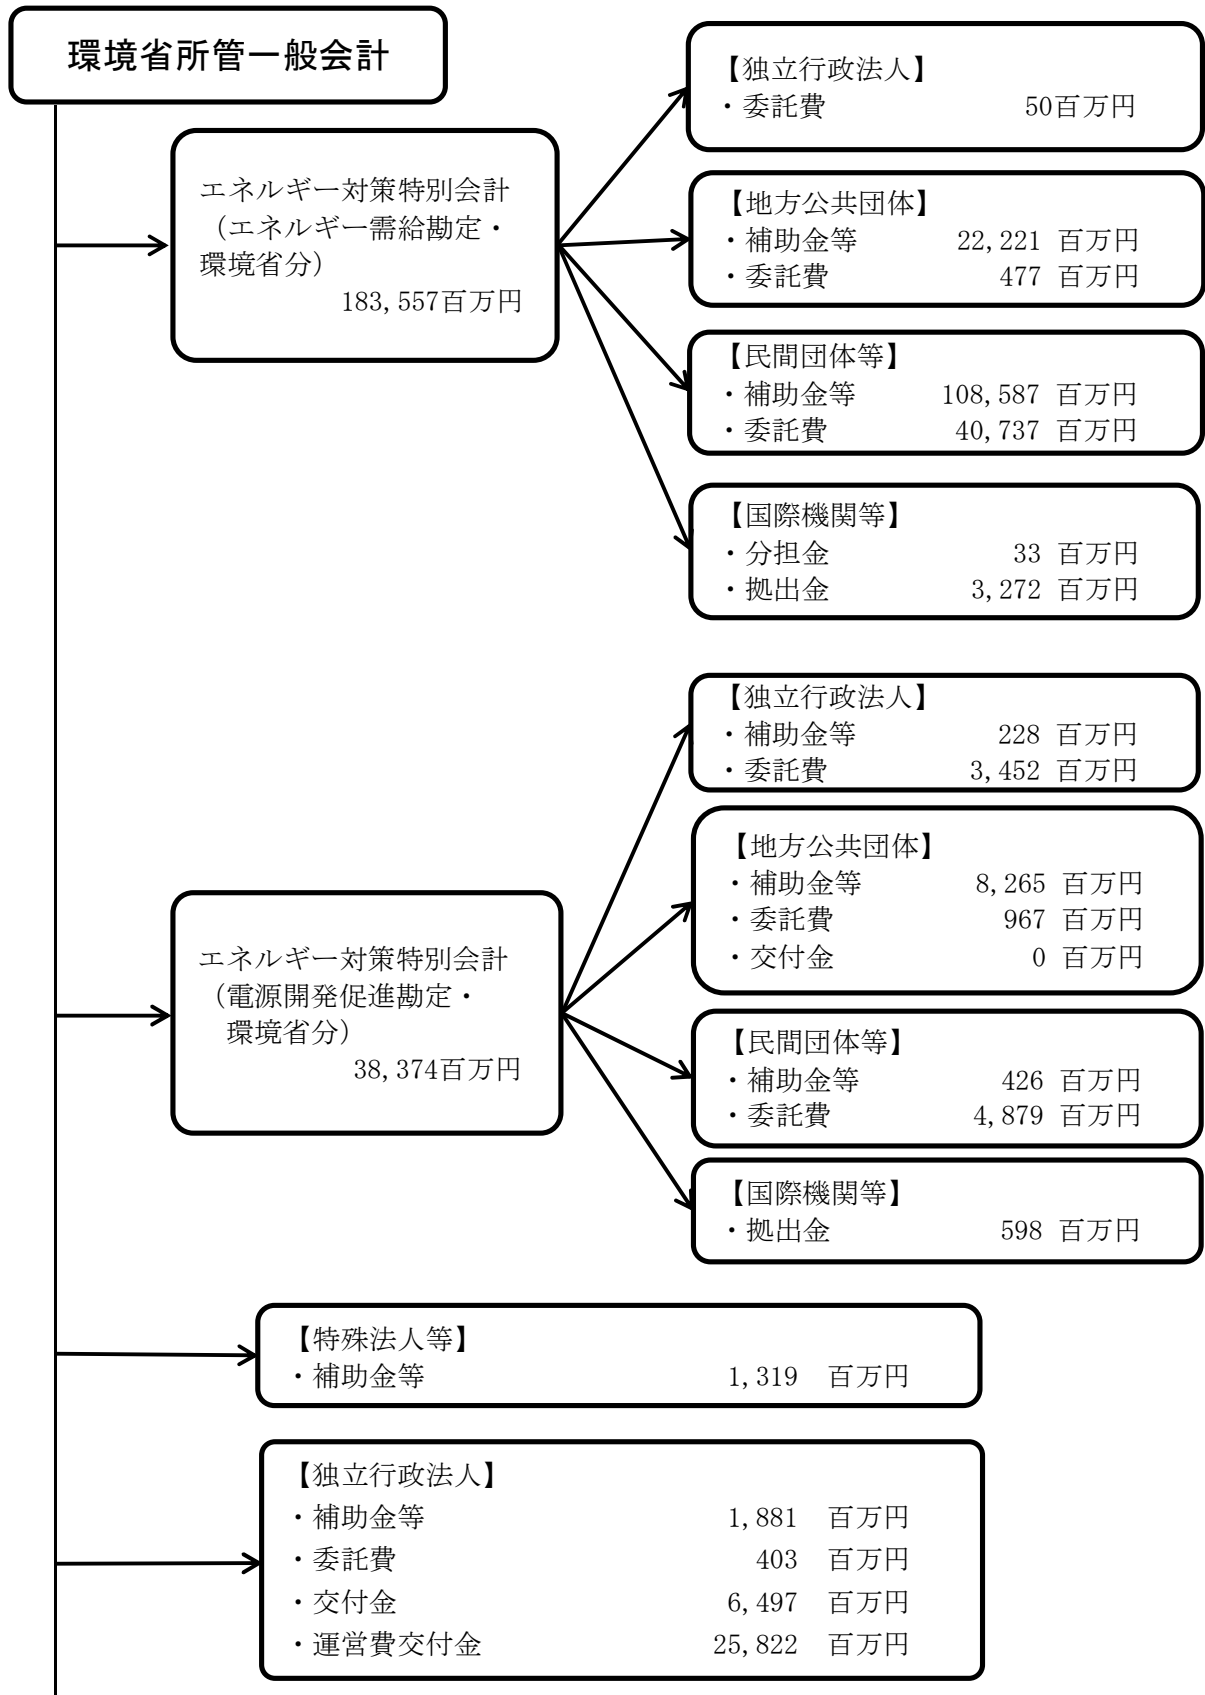 環境省所管一般会計
エネルギー対策特別会計
（エネルギー需給勘定・
環境省分）
183,557百万円
【独立行政法人】
・委託費 50百万円
【地方公共団体】
・補助金等 22,221 百万円
・委託費 477 百万円
【民間団体等】
・補助金等 108,587 百万円
・委託費 40,737 百万円
【国際機関等】
・分担金 33 百万円
・拠出金 3,272 百万円
エネルギー対策特別会計
（電源開発促進勘定・
環境省分）
38,374百万円
【独立行政法人】
・補助金等 228 百万円
・委託費 3,452 百万円
【地方公共団体】
・補助金等 8,265 百万円
・委託費 967 百万円
・交付金 0 百万円
【民間団体等】
・補助金等 426 百万円
・委託費 4,879 百万円
【国際機関等】
・拠出金 598 百万円
【特殊法人等】
・補助金等 1,319 百万円
【独立行政法人】
・補助金等 1,881 百万円
・委託費 403 百万円
・交付金 6,497 百万円
・運営費交付金 25,822 百万円